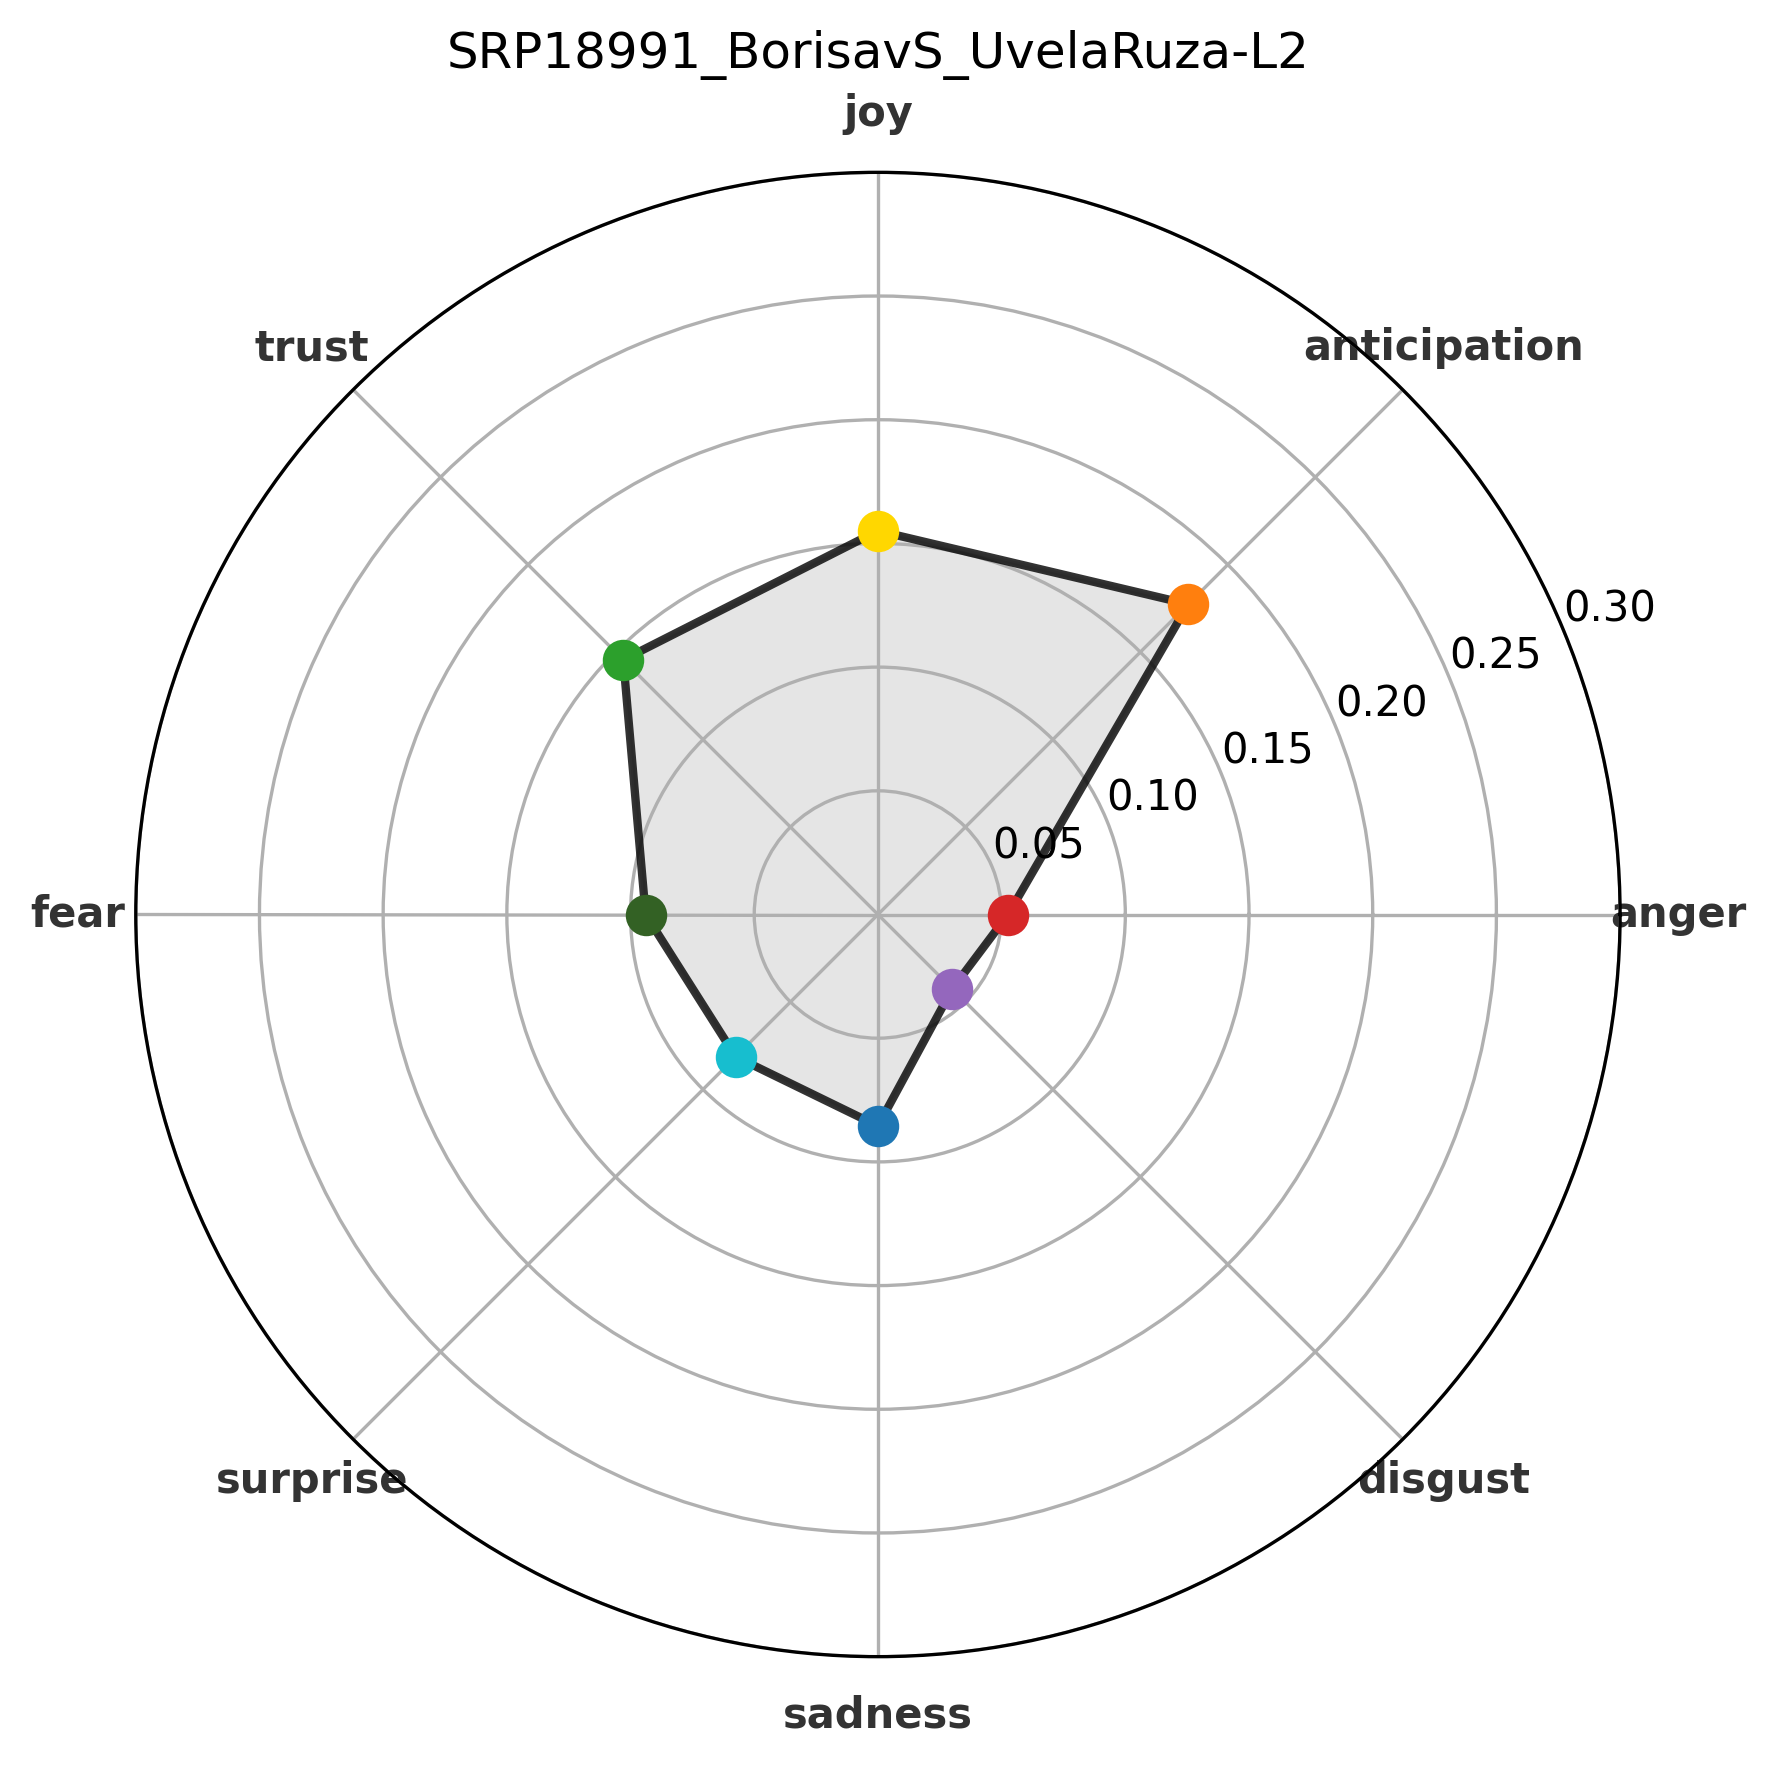 SRP18991_BorisavS_UvelaRuza-L2
joy
trust
anticipation
0.30
0.25
0.20
0.15
0.10
0.05
fear
anger
surprise
disgust
sadness